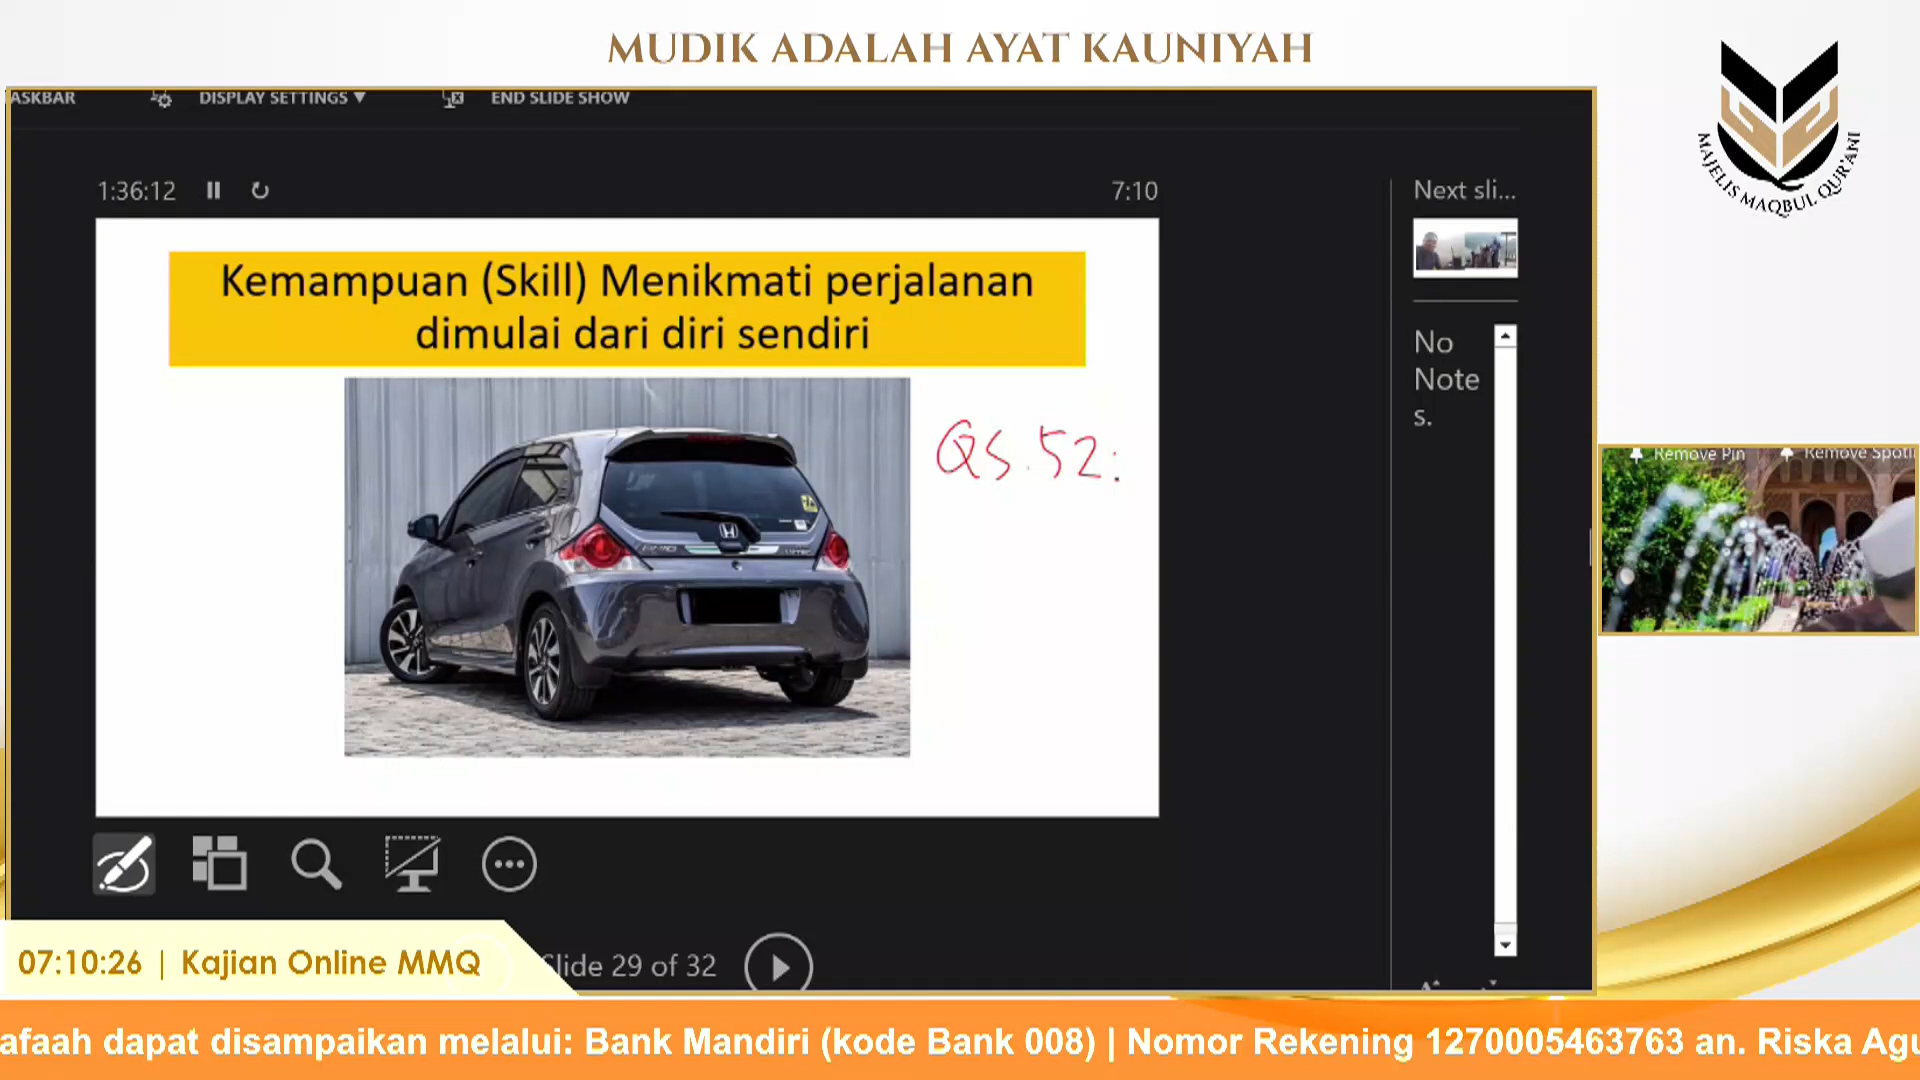 MUDIK ADALAH AYAT KAUNIYAH
MAJELIS MAQBUL QUR'ANI
ASKBAR DISPLAY SETTINGS ▼ END SLIDE SHOW
1:36:12 7:10
Next sli...
Kemampuan (Skill) Menikmati perjalanan
dimulai dari diri sendiri
QS.52:
No
Note
s.
Remove Pin Remove Spotli
07:10:26 | Kajian Online MMQ
Slide 29 of 32
afaah dapat disampaikan melalui: Bank Mandiri (kode Bank 008) | Nomor Rekening 1270005463763 an. Riska Agu